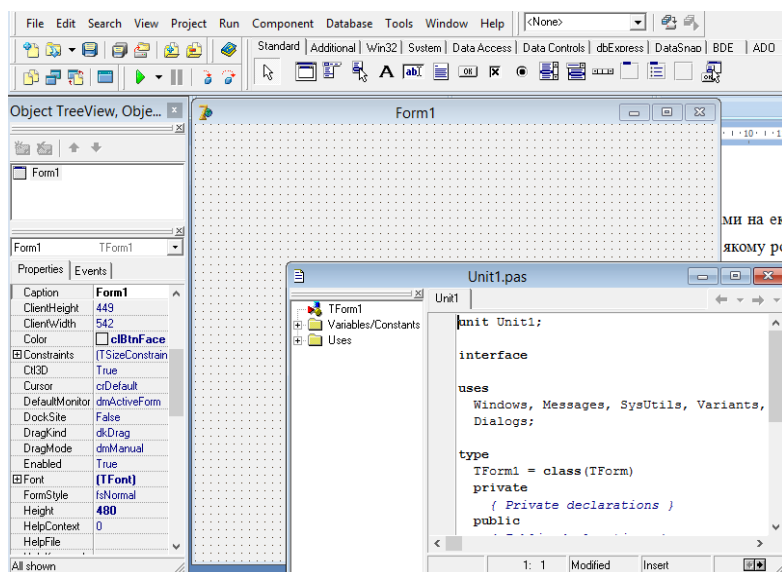 File Edit Search View Project Run Component Database Tools Window Help <None>
Standard Additional Win32 System Data Access Data Controls dbExpress DataSnap BDE ADO
Object TreeView, Obje...
Form1
Form1
Form1 TForm1
Properties Events
Caption Form1
ClientHeight 449
ClientWidth 542
Color clBtnFace
Constraints (TSizeConstrain
Ctl3D True
Cursor crDefault
DefaultMonitor dmActiveForm
DockSite False
DragKind dkDrag
DragMode dmManual
Enabled True
Font (TFont)
FormStyle fsNormal
Height 480
HelpContext 0
HelpFile
All shown
ми на ек
якому ро
Unit1.pas
TForm1
Variables/Constants
Uses
Unit1
unit Unit1;
interface
uses
Windows, Messages, SysUtils, Variants,
Dialogs;
type
TForm1 = class(TForm)
private
{ Private declarations }
public
1: 1 Modified Insert